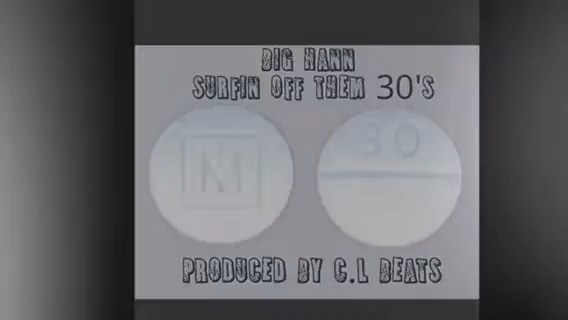 BIG HANN
SURFIN OFF THEM 30'S
M 30
PRODUCED BY C.L BEATS